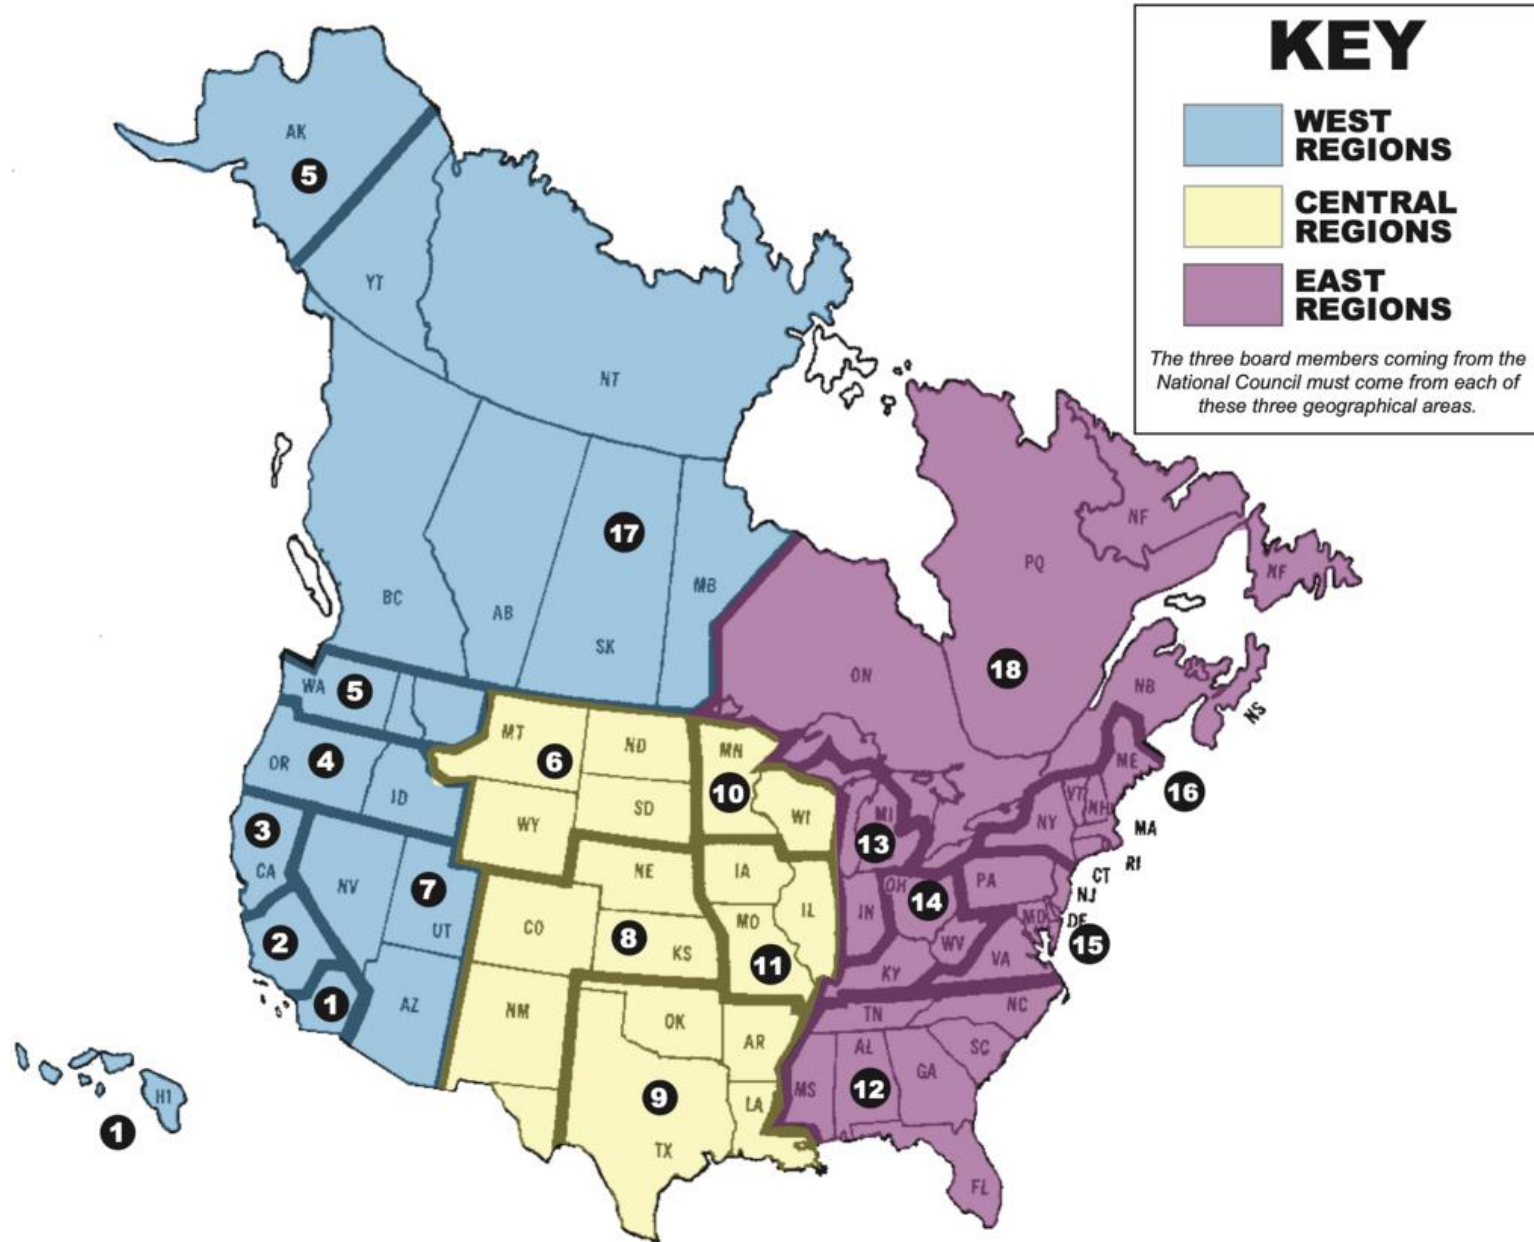 KEY
WEST
REGIONS
CENTRAL
REGIONS
EAST
REGIONS
The three board members coming from the
National Council must come from each of
these three geographical areas.
AK
5
YT
NT
17
BC
AB
SK
MB
NF
PQ
NF
ON
18
NB
NS
WA
5
OR
4
ID
3
CA
NV
7
UT
2
1
AZ
HI
1
MT
6
ND
WY
SD
MN
10
WI
NE
IA
CO
8
KS
MO
IL
11
NM
OK
AR
9
TX
LA
ME
16
VT
NH
NY
MA
RI
CT
MI
13
IN
OH
14
PA
NJ
MD
DE
15
WV
VA
KY
TN
NC
SC
MS
AL
GA
12
FL